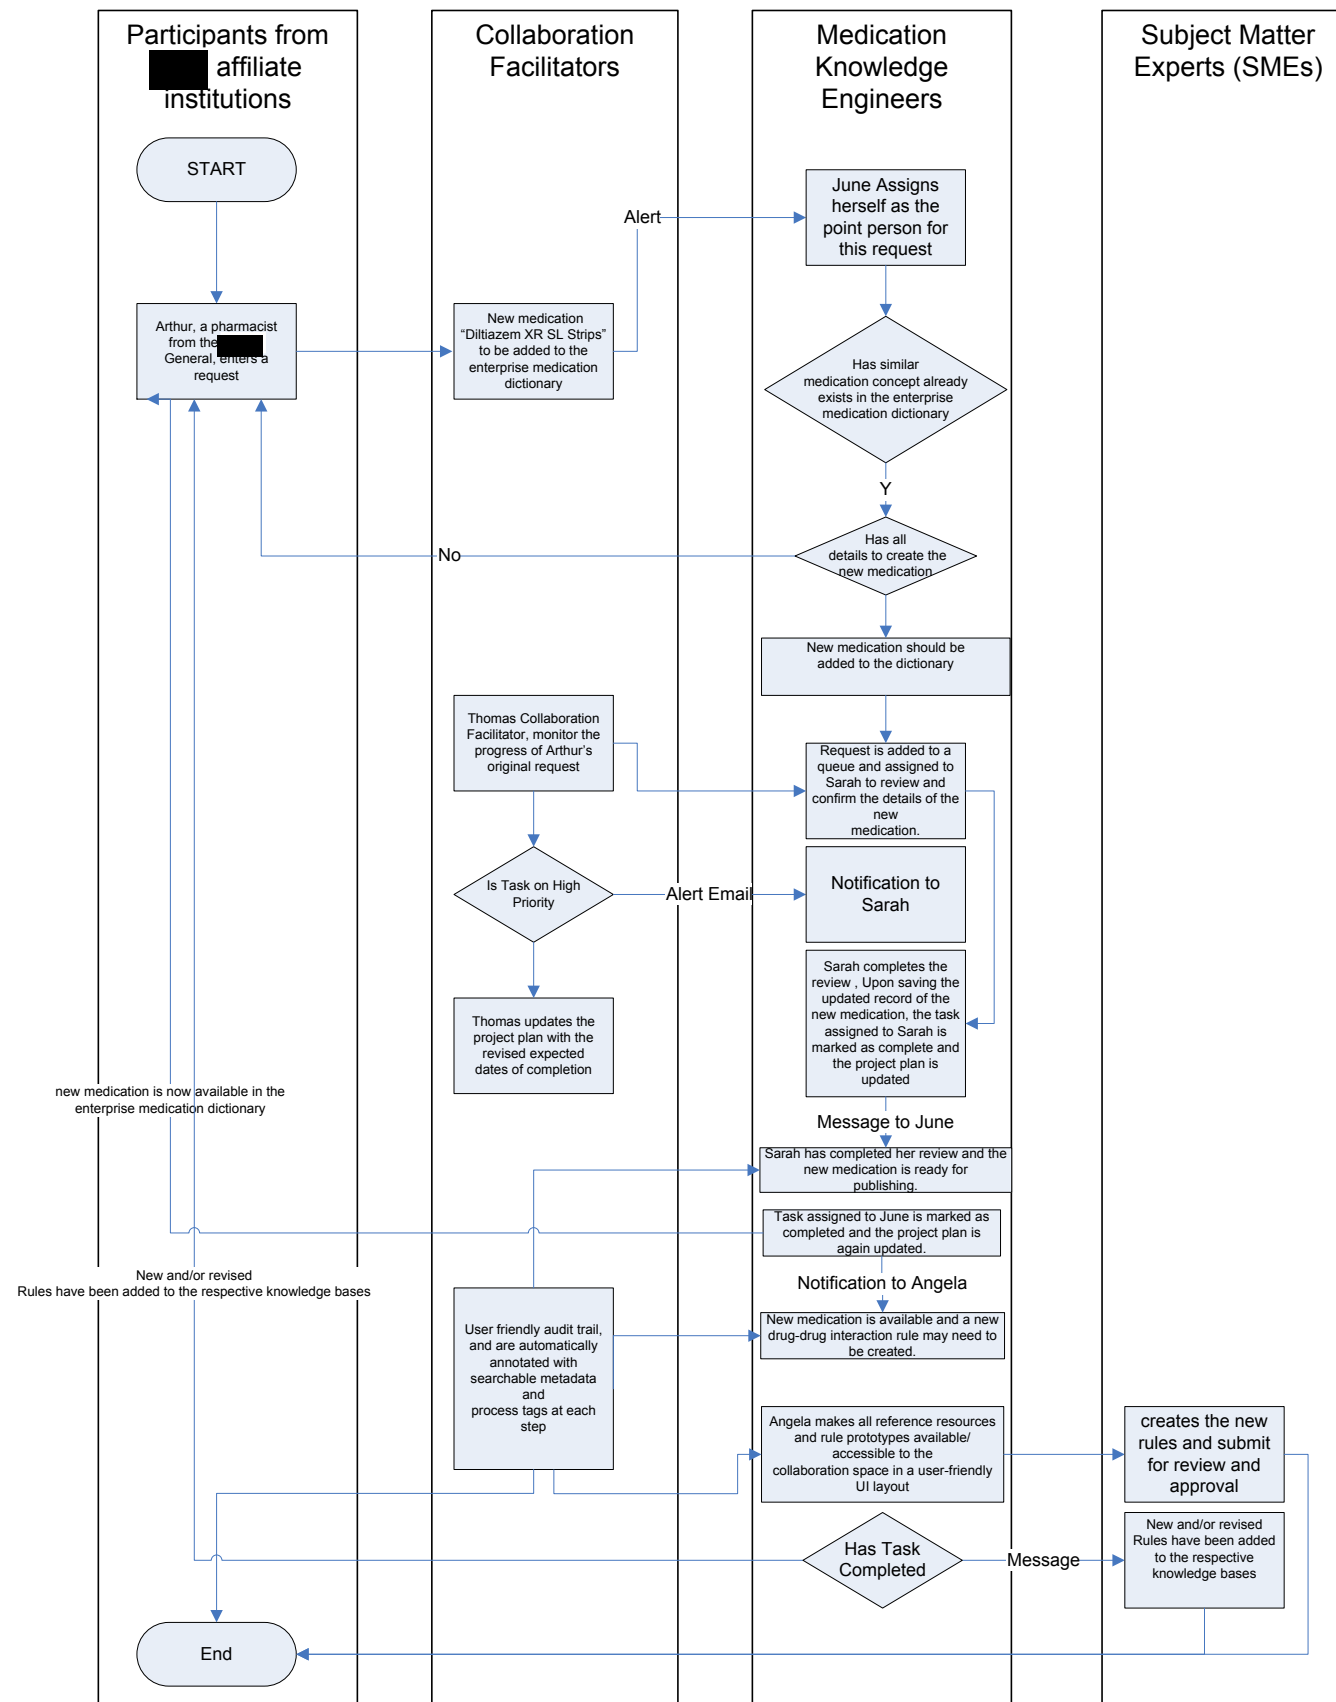 Participants from
affiliate
institutions
Collaboration
Facilitators
Medication
Knowledge
Engineers
Subject Matter
Experts (SMEs)
START
June Assigns
herself as the
point person for
this request
Alert
Arthur, a pharmacist
from the
General, enters a
request
New medication
“Diltiazem XR SL Strips”
to be added to the
enterprise medication
dictionary
Has similar
medication concept already
exists in the enterprise
medication dictionary
Y
Has all
details to create the
new medication
No
New medication should be
added to the dictionary
Thomas Collaboration
Facilitator, monitor the
progress of Arthur’s
original request
Request is added to a
queue and assigned to
Sarah to review and
confirm the details of the
new
medication.
Is Task on High
Priority
Alert Email
Notification to
Sarah
Sarah completes the
review , Upon saving the
updated record of the
new medication, the task
assigned to Sarah is
marked as complete and
the project plan is
updated
Thomas updates the
project plan with the
revised expected
dates of completion
new medication is now available in the
enterprise medication dictionary
Message to June
Sarah has completed her review and the
new medication is ready for
publishing.
Task assigned to June is marked as
completed and the project plan is
again updated.
New and/or revised
Rules have been added to the respective knowledge bases
Notification to Angela
New medication is available and a new
drug-drug interaction rule may need to
be created.
User friendly audit trail,
and are automatically
annotated with
searchable metadata
and
process tags at each
step
Angela makes all reference resources
and rule prototypes available/
accessible to the
collaboration space in a user-friendly
UI layout
creates the new
rules and submit
for review and
approval
Has Task
Completed
Message
New and/or revised
Rules have been added
to the respective
knowledge bases
End